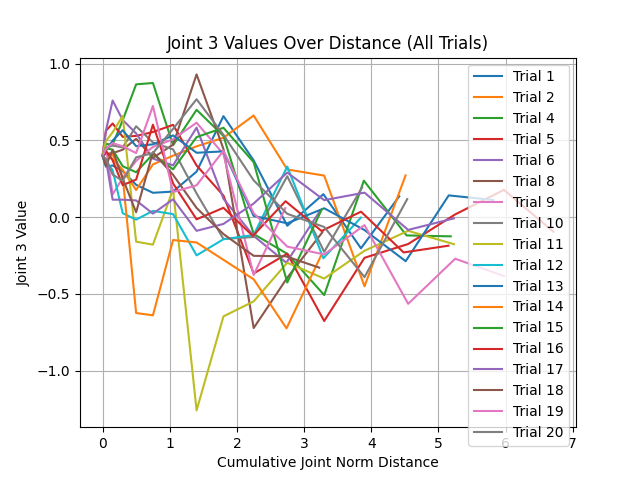 Joint 3 Values Over Distance (All Trials)
1.0
0.5
0.0
−0.5
−1.0
Joint 3 Value
0
1
2
3
4
5
6
7
Cumulative Joint Norm Distance
Trial 1
Trial 2
Trial 4
Trial 5
Trial 6
Trial 8
Trial 9
Trial 10
Trial 11
Trial 12
Trial 13
Trial 14
Trial 15
Trial 16
Trial 17
Trial 18
Trial 19
Trial 20